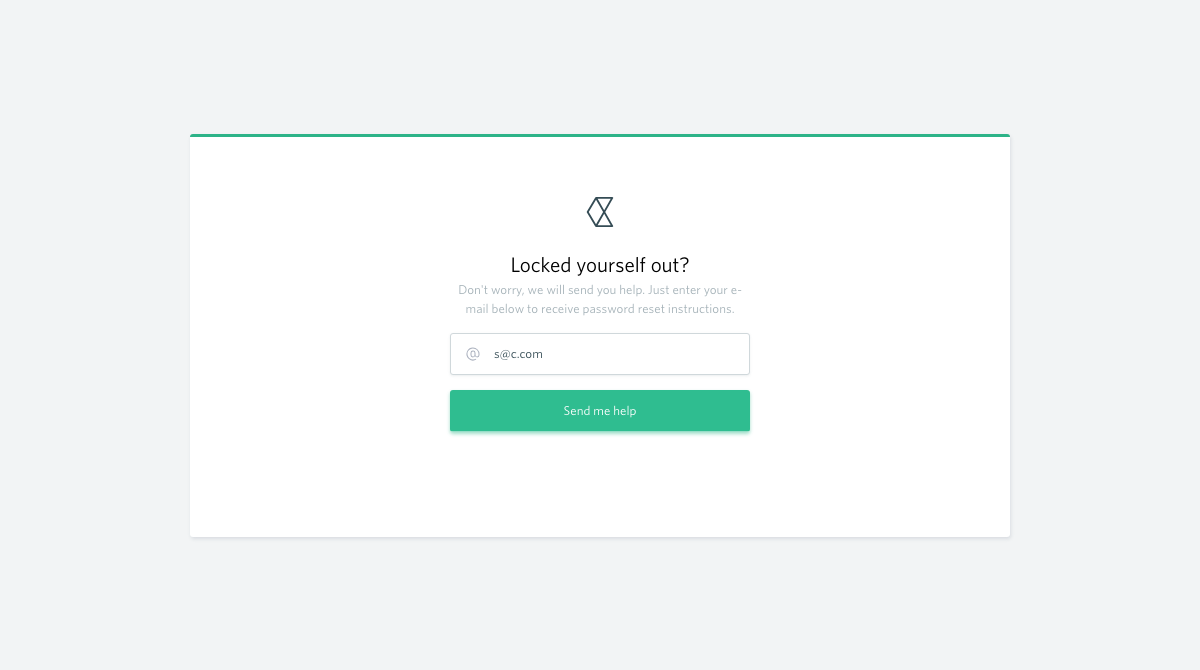 Locked yourself out?
Don't worry, we will send you help. Just enter your e-
mail below to receive password reset instructions.
@ s@c.com
Send me help